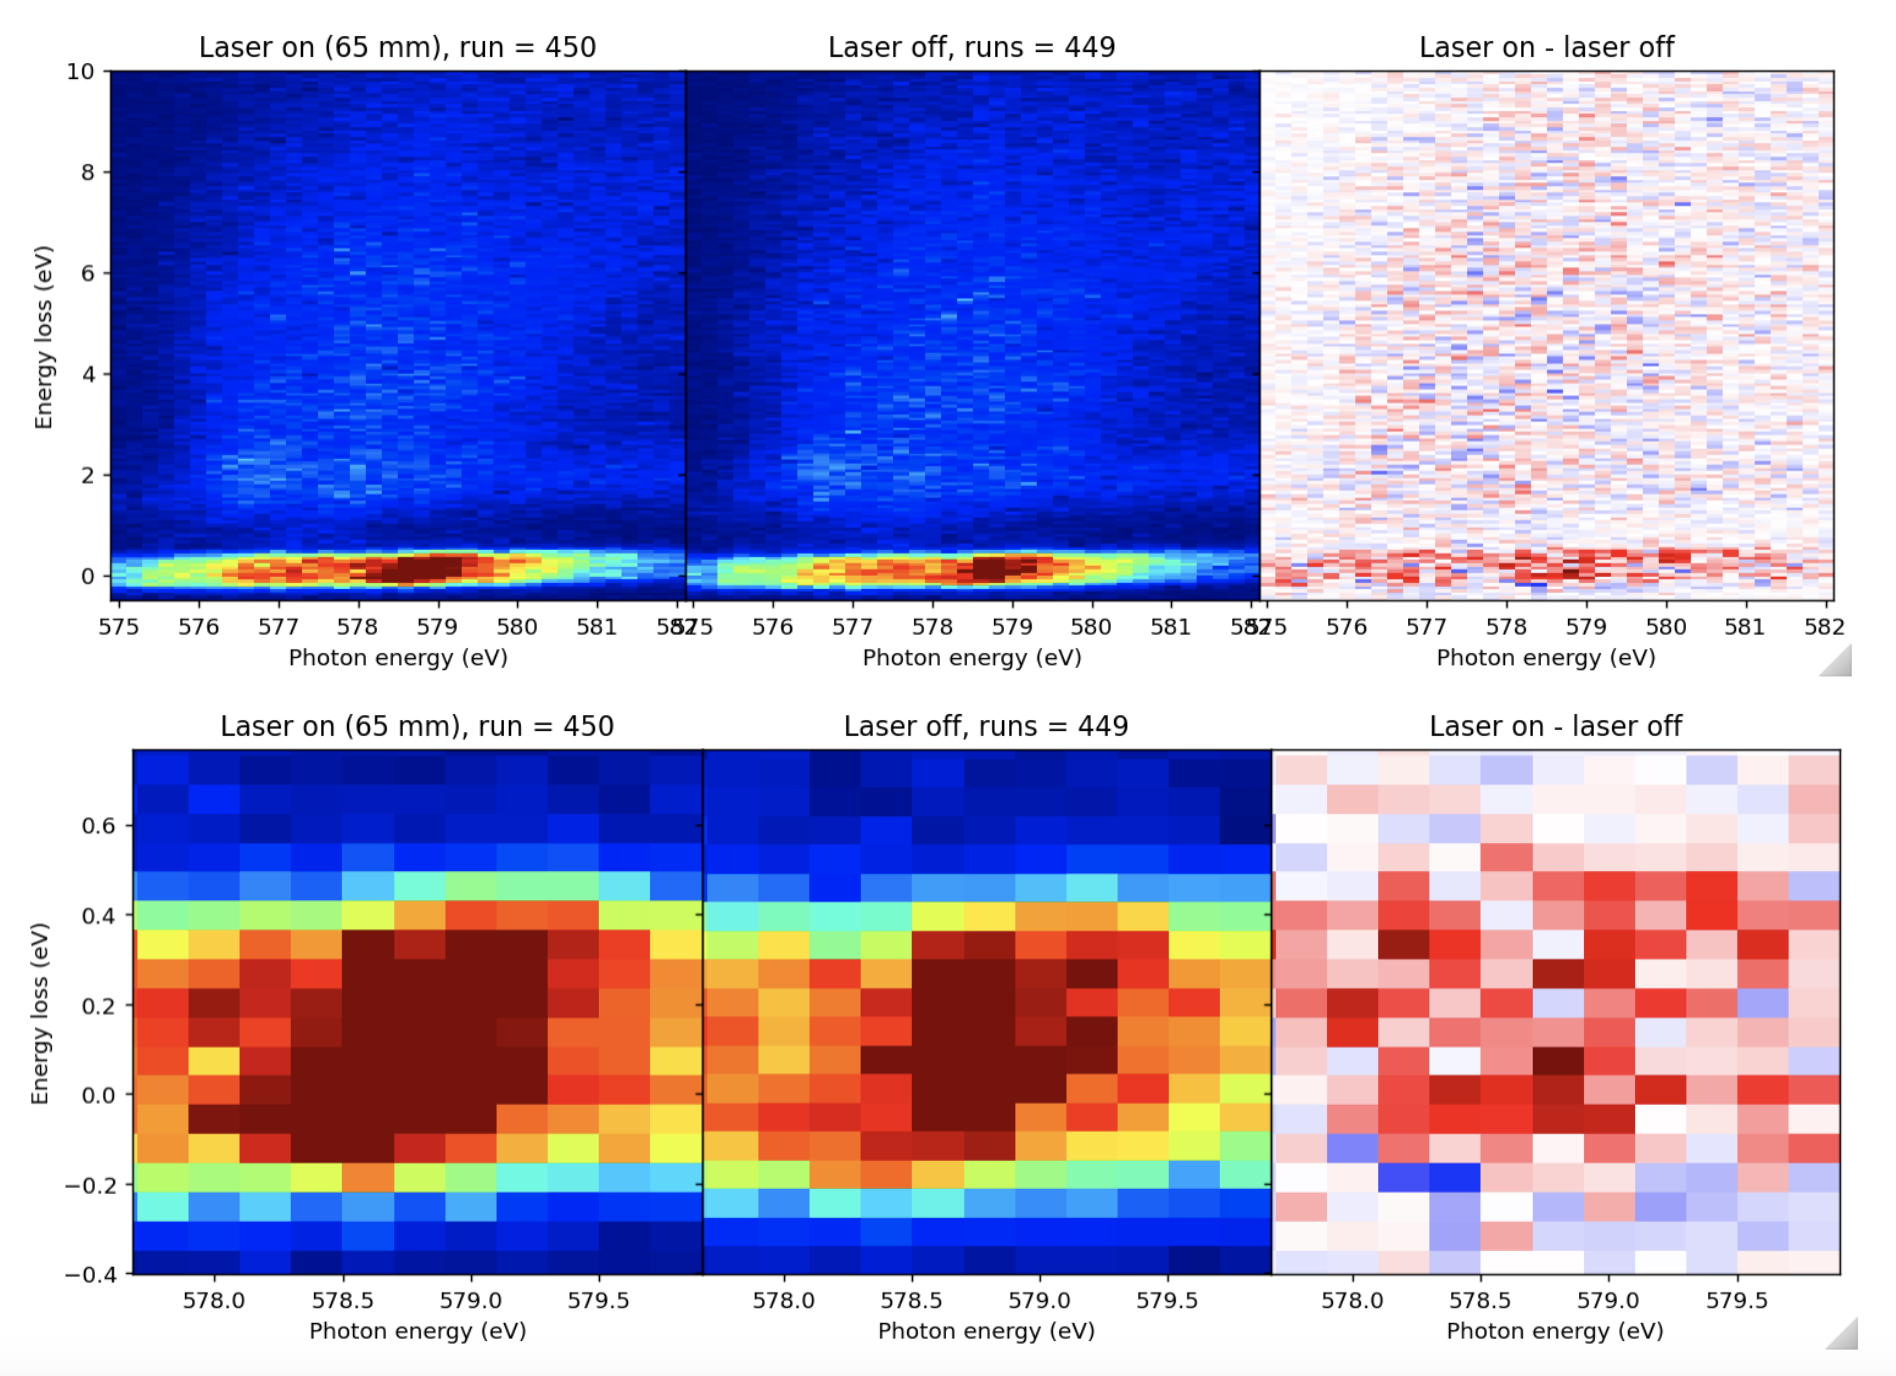 Laser on (65 mm), run = 450
Laser off, runs = 449
Laser on - laser off
10
8
6
4
2
0
Energy loss (eV)
575 576 577 578 579 580 581
576 577 578 579 580 581
576 577 578 579 580 581 582
Photon energy (eV)
Photon energy (eV)
Photon energy (eV)
Laser on (65 mm), run = 450
Laser off, runs = 449
Laser on - laser off
0.6
0.4
0.2
0.0
−0.2
−0.4
Energy loss (eV)
578.0 578.5 579.0 579.5
578.0 578.5 579.0 579.5
578.0 578.5 579.0 579.5
Photon energy (eV)
Photon energy (eV)
Photon energy (eV)